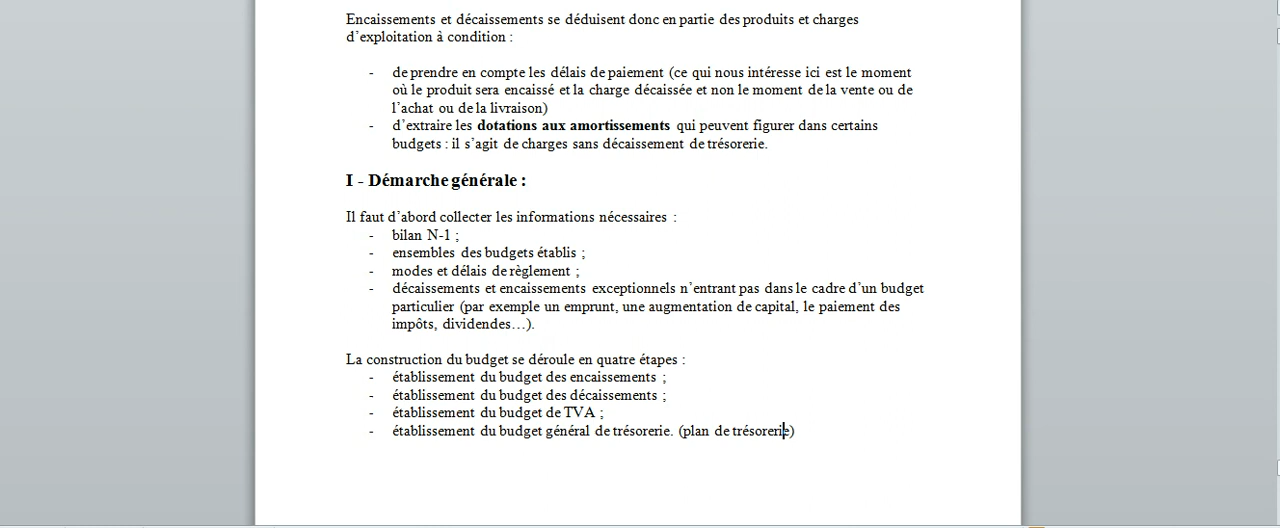 Encaissements et décaissements se déduisent donc en partie des produits et charges
d’exploitation à condition :
- de prendre en compte les délais de paiement (ce qui nous intéresse ici est le moment
où le produit sera encaissé et la charge décaissée et non le moment de la vente ou de
l’achat ou de la livraison)
- d’extraire les dotations aux amortissements qui peuvent figurer dans certains
budgets : il s’agit de charges sans décaissement de trésorerie.
I - Démarche générale :
Il faut d’abord collecter les informations nécessaires :
- bilan N-1 ;
- ensembles des budgets établis ;
- modes et délais de règlement ;
- décaissements et encaissements exceptionnels n’entrant pas dans le cadre d’un budget
particulier (par exemple un emprunt, une augmentation de capital, le paiement des
impôts, dividendes…).
La construction du budget se déroule en quatre étapes :
- établissement du budget des encaissements ;
- établissement du budget des décaissements ;
- établissement du budget de TVA ;
- établissement du budget général de trésorerie. (plan de trésorerie)